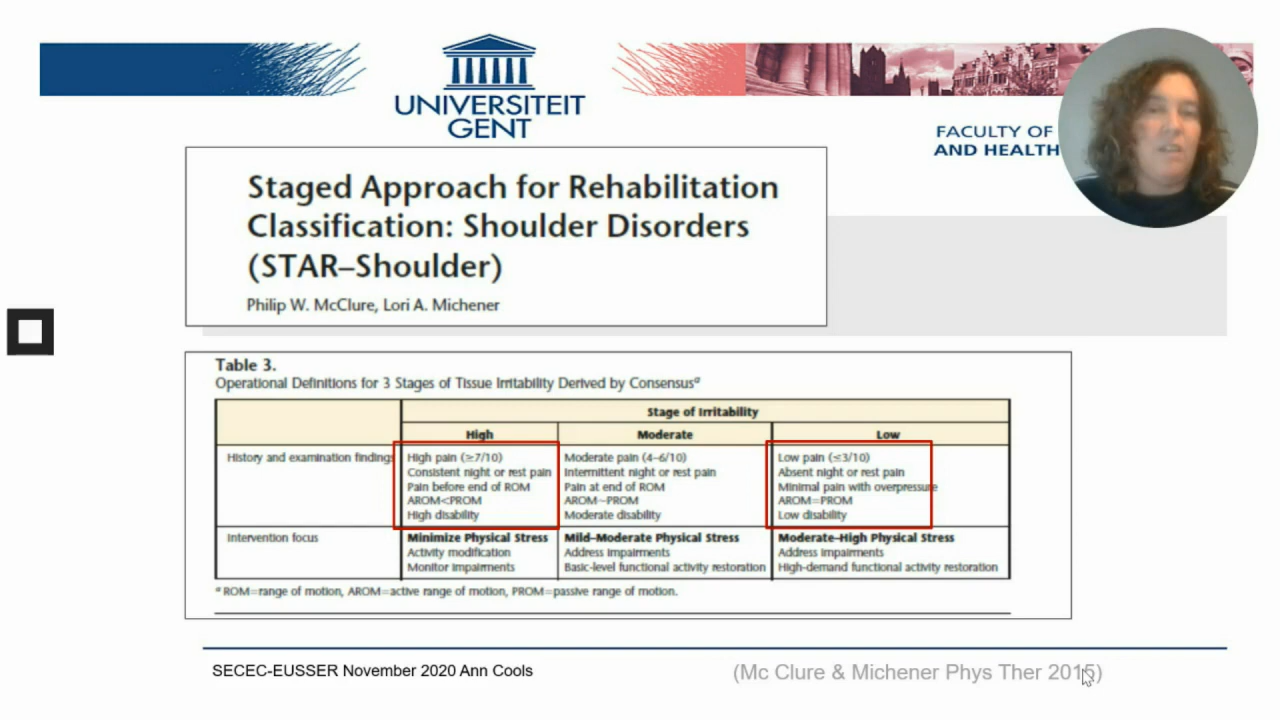 UNIVERSITEIT
GENT
FACULTY OF
AND HEALTH
Staged Approach for Rehabilitation
Classification: Shoulder Disorders
(STAR–Shoulder)
Philip W. McClure, Lori A. Michener
Table 3.
Operational Definitions for 3 Stages of Tissue Irritability Derived by Consensusᵃ
Stage of Irritability
High Moderate Low
History and examination findings High pain (≥7/10) Moderate pain (4–6/10) Low pain (≤3/10)
Consistent night or rest pain Intermittent night or rest pain Absent night or rest pain
Pain before end of ROM Pain at end of ROM Minimal pain with overpressure
AROM<PROM AROM~PROM AROM=PROM
High disability Moderate disability Low disability
Intervention focus Minimize Physical Stress Mild–Moderate Physical Stress Moderate–High Physical Stress
Activity modification Address impairments Address impairments
Monitor impairments Basic-level functional activity restoration High-demand functional activity restoration
ᵃ ROM=range of motion, AROM=active range of motion, PROM=passive range of motion.
SECEC-EUSSER November 2020 Ann Cools (Mc Clure & Michener Phys Ther 2015)